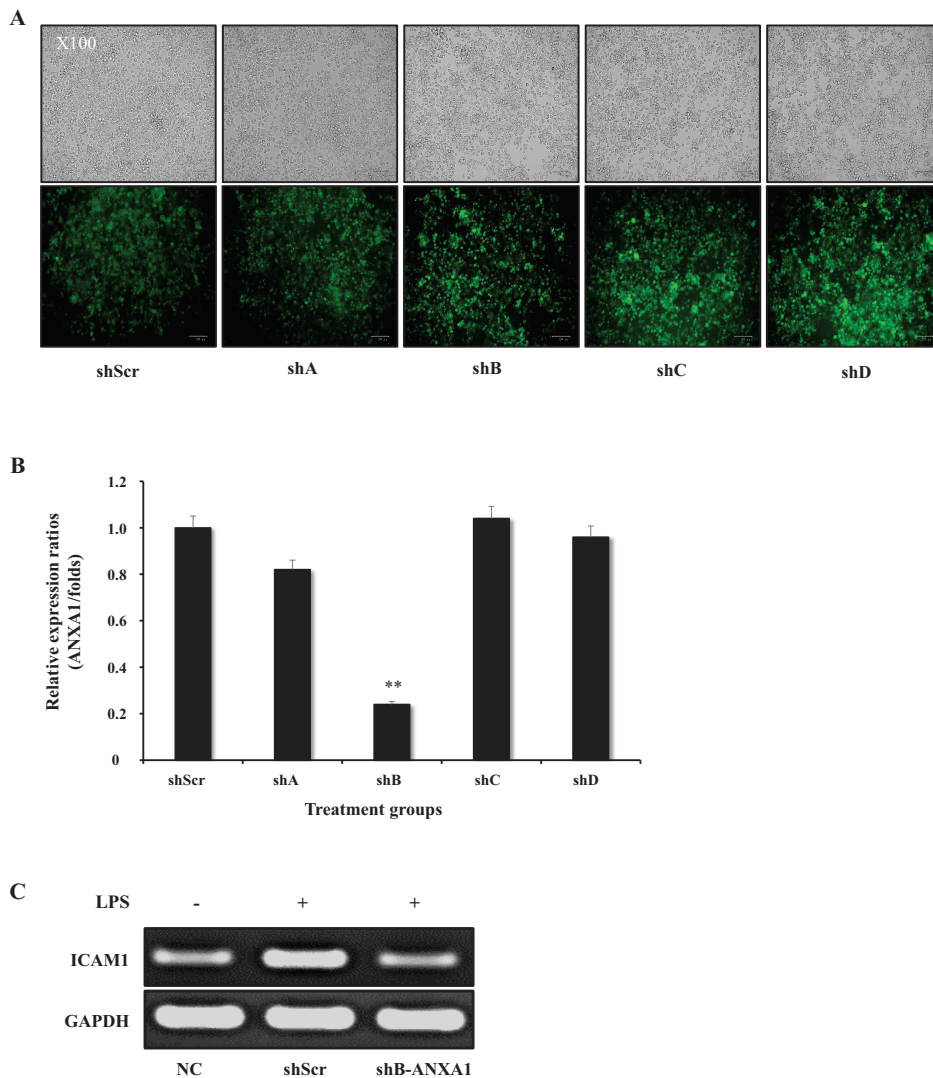 A
X100
shScr shA shB shC shD
B
1.2
1.0
0.8
0.6
0.4
0.2
0
Relative expression ratios
(ANXA1/folds)
**
shScr shA shB shC shD
Treatment groups
C
LPS - + +
ICAM1
GAPDH
NC shScr shB-ANXA1